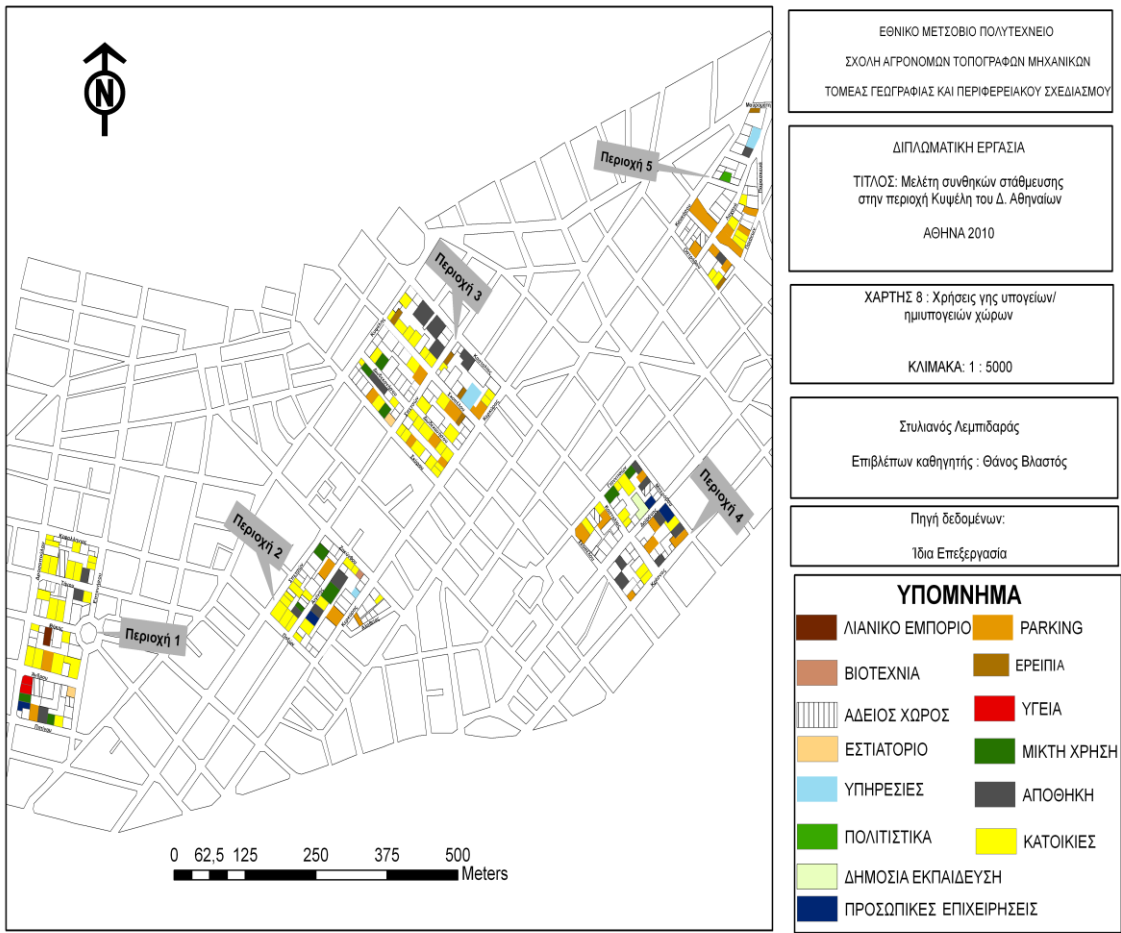 N
Περιοχή 5
Περιοχή 3
Περιοχή 4
Περιοχή 2
Περιοχή 1
0 62,5 125 250 375 500
Meters
ΕΘΝΙΚΟ ΜΕΤΣΟΒΙΟ ΠΟΛΥΤΕΧΝΕΙΟ
ΣΧΟΛΗ ΑΓΡΟΝΟΜΩΝ ΤΟΠΟΓΡΑΦΩΝ ΜΗΧΑΝΙΚΩΝ
ΤΟΜΕΑΣ ΓΕΩΓΡΑΦΙΑΣ ΚΑΙ ΠΕΡΙΦΕΡΕΙΑΚΟΥ ΣΧΕΔΙΑΣΜΟΥ
ΔΙΠΛΩΜΑΤΙΚΗ ΕΡΓΑΣΙΑ
ΤΙΤΛΟΣ: Μελέτη συνθηκών στάθμευσης
στην περιοχή Κυψέλη του Δ. Αθηναίων
ΑΘΗΝΑ 2010
ΧΑΡΤΗΣ 8 : Χρήσεις γης υπογείων/
ημιυπογειών χώρων
ΚΛΙΜΑΚΑ: 1 : 5000
Στυλιανός Λεμπιδαράς
Επιβλέπων καθηγητής : Θάνος Βλαστός
Πηγή δεδομένων:
Ίδια Επεξεργασία
ΥΠΟΜΝΗΜΑ
ΛΙΑΝΙΚΟ ΕΜΠΟΡΙΟ
PARKING
ΒΙΟΤΕΧΝΙΑ
ΕΡΕΙΠΙΑ
ΑΔΕΙΟΣ ΧΩΡΟΣ
ΥΓΕΙΑ
ΕΣΤΙΑΤΟΡΙΟ
ΜΙΚΤΗ ΧΡΗΣΗ
ΥΠΗΡΕΣΙΕΣ
ΑΠΟΘΗΚΗ
ΠΟΛΙΤΙΣΤΙΚΑ
ΚΑΤΟΙΚΙΕΣ
ΔΗΜΟΣΙΑ ΕΚΠΑΙΔΕΥΣΗ
ΠΡΟΣΩΠΙΚΕΣ ΕΠΙΧΕΙΡΗΣΕΙΣ